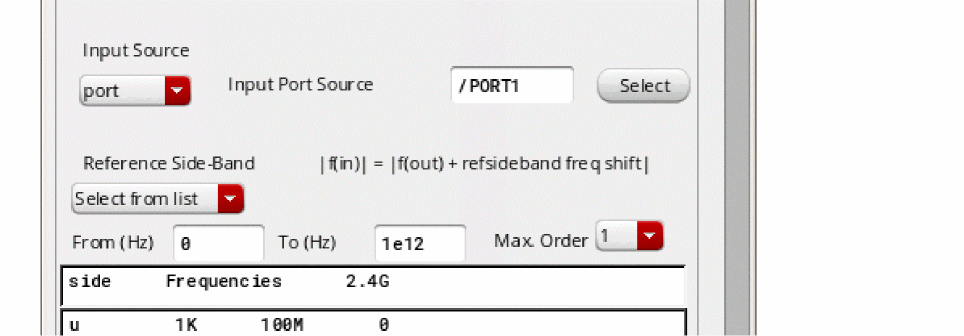 Input Source
port Input Port Source /PORT1 Select
Reference Side-Band |f(in)| = |f(out) + refsideband freq shift|
Select from list
From (Hz) 0 To (Hz) 1e12 Max. Order 1
side Frequencies 2.4G
u 1K 100M 0